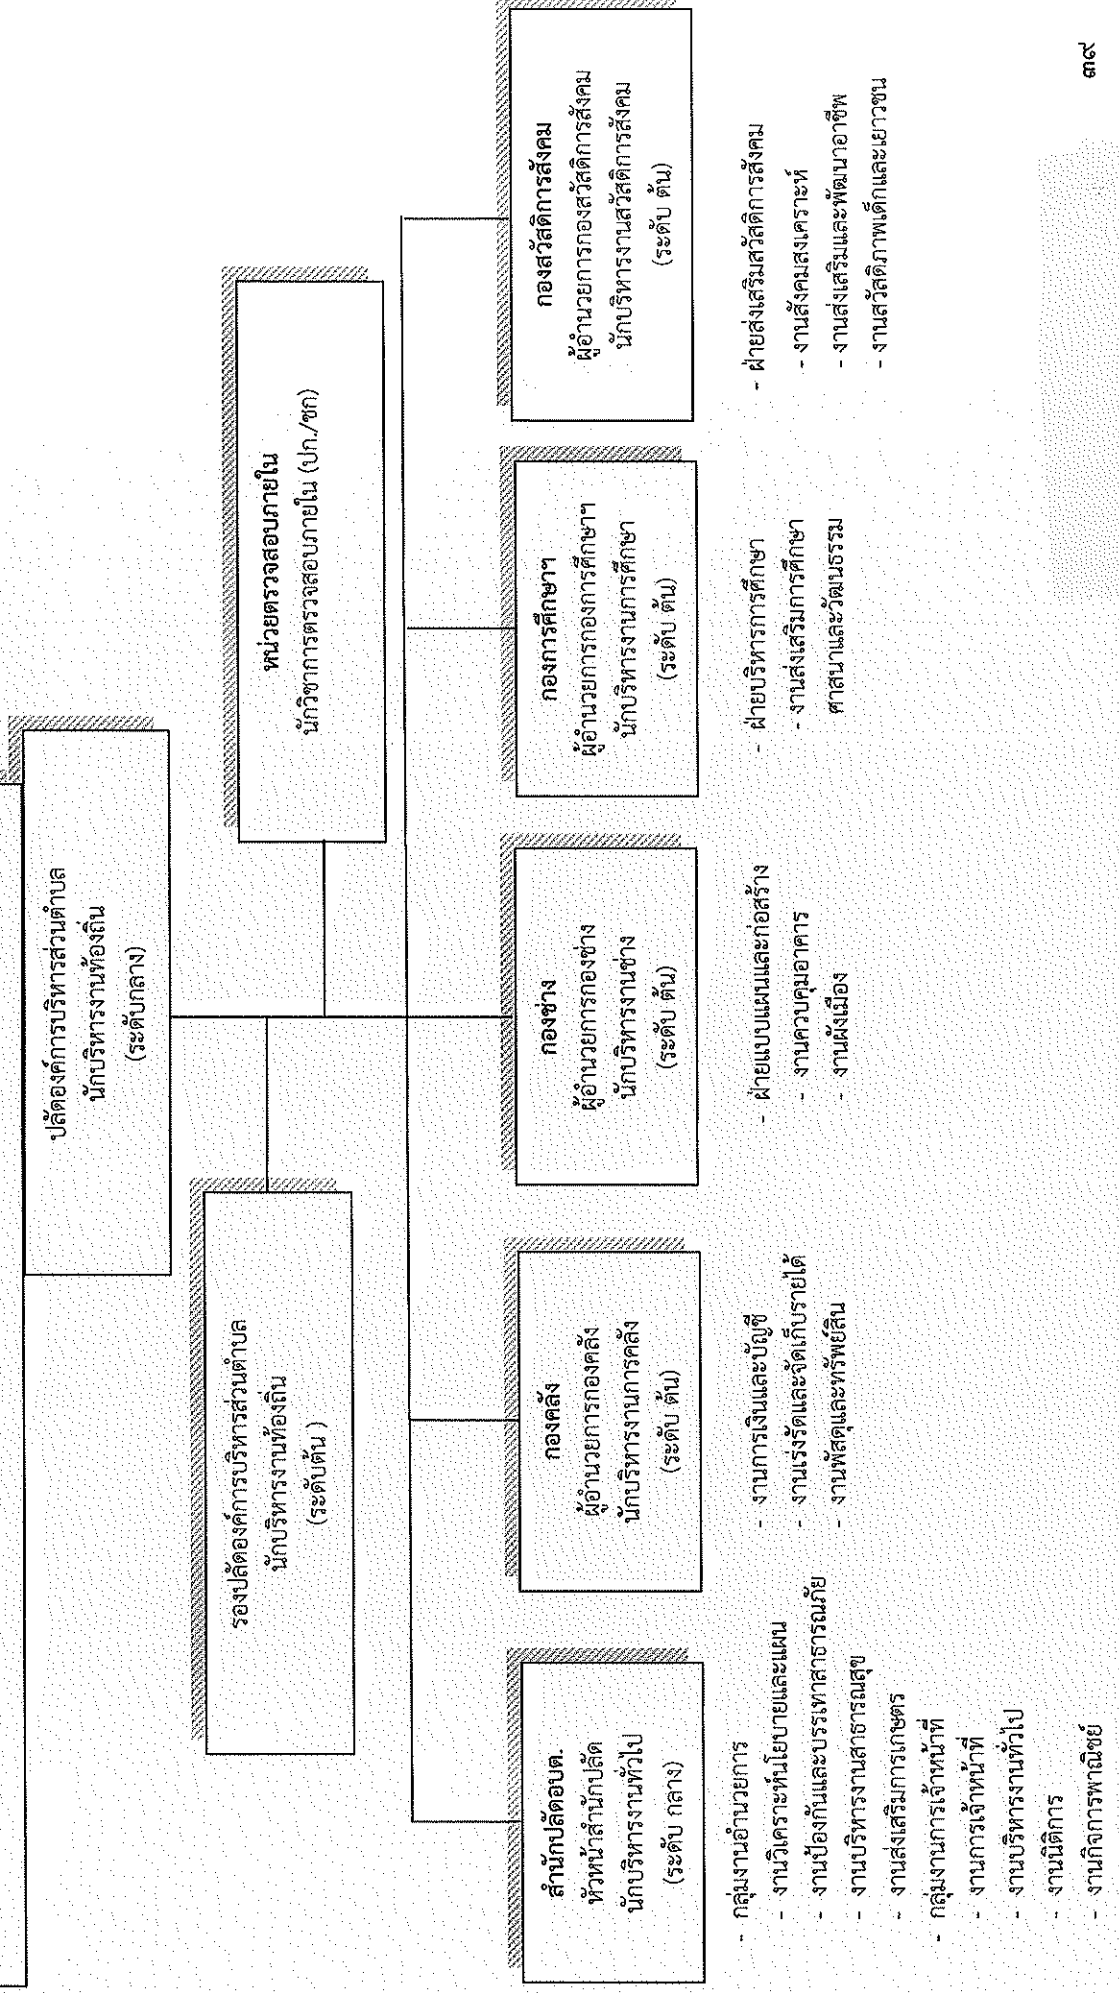 ปลัดองค์การบริหารส่วนตำบล
นักบริหารงานท้องถิ่น
(ระดับกลาง)
รองปลัดองค์การบริหารส่วนตำบล
นักบริหารงานท้องถิ่น
(ระดับต้น )
หน่วยตรวจสอบภายใน
นักวิชาการตรวจสอบภายใน (ปก./ชก)
สำนักปลัดอบต.
หัวหน้าสำนักปลัด
นักบริหารงานทั่วไป
(ระดับ กลาง)
- กลุ่มงานอำนวยการ
- งานวิเคราะห์นโยบายและแผน
- งานป้องกันและบรรเทาสาธารณภัย
- งานบริหารงานสาธารณสุข
- งานส่งเสริมการเกษตร
- กลุ่มงานการเจ้าหน้าที่
- งานการเจ้าหน้าที่
- งานบริหารงานทั่วไป
- งานนิติการ
- งานกิจการพาณิชย์
กองคลัง
ผู้อำนวยการกองคลัง
นักบริหารงานการคลัง
(ระดับ ต้น)
- งานการเงินและบัญชี
- งานเร่งรัดและจัดเก็บรายได้
- งานพัสดุและทรัพย์สิน
กองช่าง
ผู้อำนวยการกองช่าง
นักบริหารงานช่าง
(ระดับ ต้น)
- ฝ่ายแบบแผนและก่อสร้าง
- งานควบคุมอาคาร
- งานผังเมือง
กองการศึกษาฯ
ผู้อำนวยการกองการศึกษาฯ
นักบริหารงานการศึกษา
(ระดับ ต้น)
- ฝ่ายบริหารการศึกษา
- งานส่งเสริมการศึกษา
ศาสนาและวัฒนธรรม
กองสวัสดิการสังคม
ผู้อำนวยการกองสวัสดิการสังคม
นักบริหารงานสวัสดิการสังคม
(ระดับ ต้น)
- ฝ่ายส่งเสริมสวัสดิการสังคม
- งานสังคมสงเคราะห์
- งานส่งเสริมและพัฒนาอาชีพ
- งานสวัสดิภาพเด็กและเยาวชน
๓๙